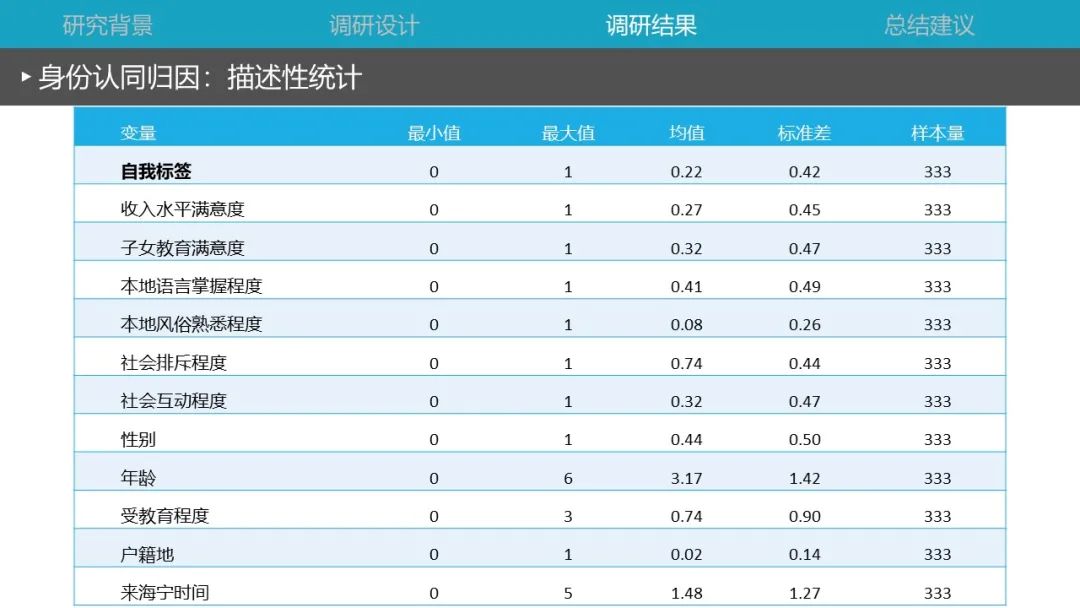 研究背景 调研设计 调研结果 总结建议
身份认同归因：描述性统计
变量 最小值 最大值 均值 标准差 样本量
自我标签 0 1 0.22 0.42 333
收入水平满意度 0 1 0.27 0.45 333
子女教育满意度 0 1 0.32 0.47 333
本地语言掌握程度 0 1 0.41 0.49 333
本地风俗熟悉程度 0 1 0.08 0.26 333
社会排斥程度 0 1 0.74 0.44 333
社会互动程度 0 1 0.32 0.47 333
性别 0 1 0.44 0.50 333
年龄 0 6 3.17 1.42 333
受教育程度 0 3 0.74 0.90 333
户籍地 0 1 0.02 0.14 333
来海宁时间 0 5 1.48 1.27 333